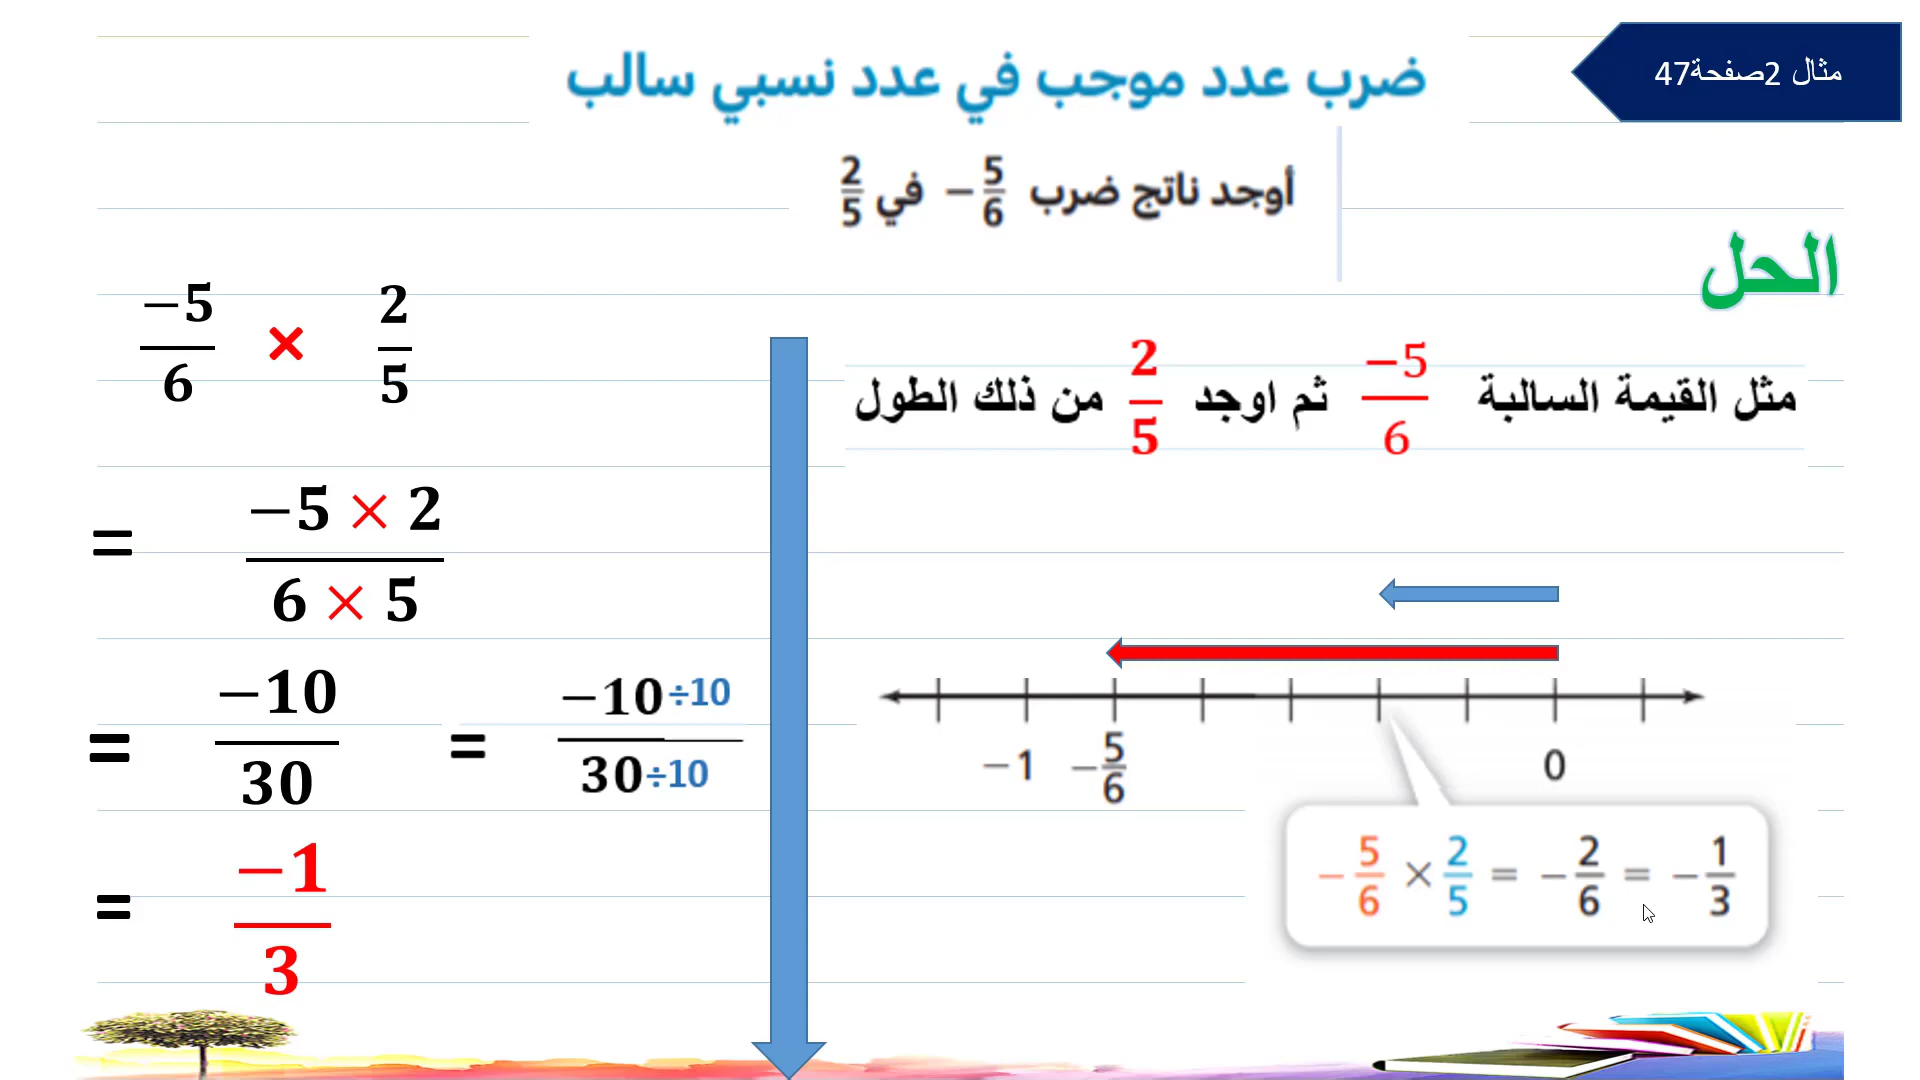 مثال 2صفحة47
ضرب عدد موجب في عدد نسبي سالب
أوجد ناتج ضرب −5/6 في 2/5
الحل
مثل القيمة السالبة −5/6 ثم اوجد 2/5 من ذلك الطول
−1 −5/6 0
−5/6 × 2/5 = −2/6 = −1/3
−5/6 × 2/5
= −5 × 2 / 6 × 5
= −10/30 = −10÷10 / 30÷10
= −1/3